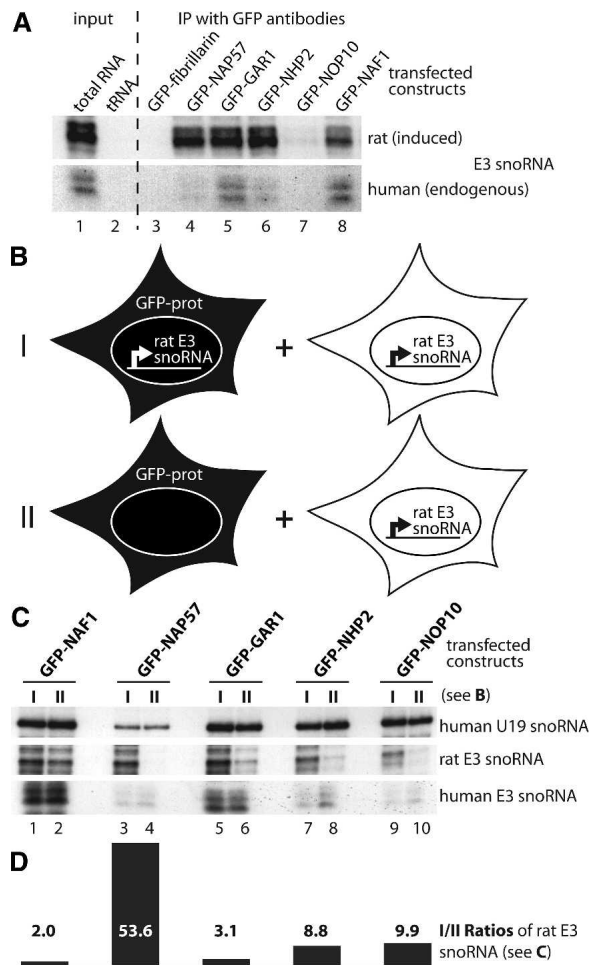 A
input
IP with GFP antibodies
total RNA
tRNA
GFP-fibrillarin
GFP-NAP57
GFP-GAR1
GFP-NHP2
GFP-NOP10
GFP-NAF1
transfected
constructs
rat (induced)
E3 snoRNA
human (endogenous)
1 2 3 4 5 6 7 8
B
I
GFP-prot
rat E3
snoRNA
+
rat E3
snoRNA
II
GFP-prot
+
rat E3
snoRNA
C
GFP-NAF1
GFP-NAP57
GFP-GAR1
GFP-NHP2
GFP-NOP10
transfected
constructs
I II I II I II I II I II (see B)
human U19 snoRNA
rat E3 snoRNA
human E3 snoRNA
1 2 3 4 5 6 7 8 9 10
D
2.0 53.6 3.1 8.8 9.9 I/II Ratios of rat E3
snoRNA (see C)